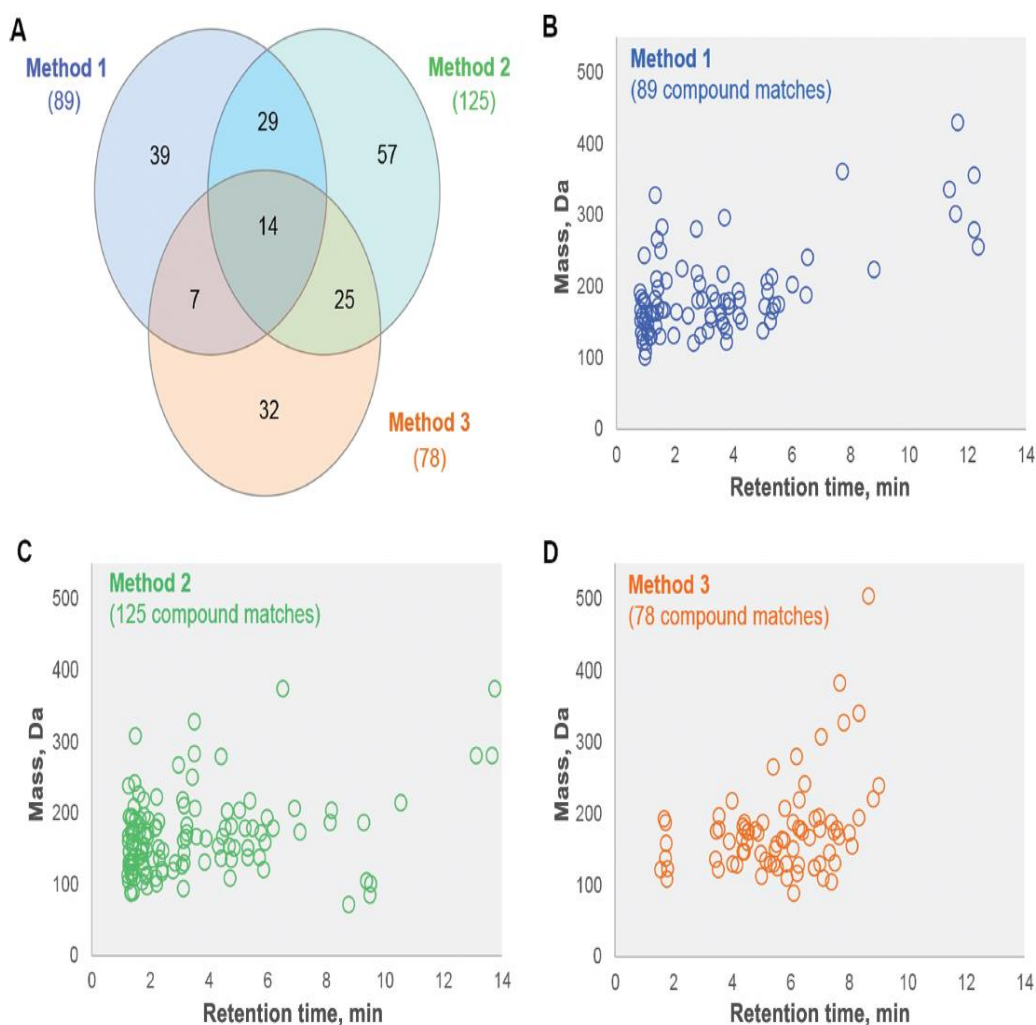 A
Method 1
(89)
Method 2
(125)
29
39
57
14
7
25
32
Method 3
(78)
B
Method 1
(89 compound matches)
Mass, Da
500
400
300
200
100
0
0 2 4 6 8 10 12 14
Retention time, min
C
Method 2
(125 compound matches)
Mass, Da
500
400
300
200
100
0
0 2 4 6 8 10 12 14
Retention time, min
D
Method 3
(78 compound matches)
Mass, Da
500
400
300
200
100
0
0 2 4 6 8 10 12 14
Retention time, min